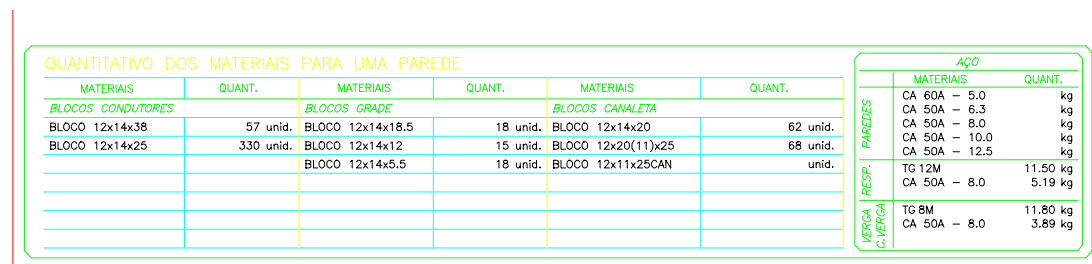 QUANTITATIVO DOS MATERIAIS PARA UMA PAREDE
MATERIAIS QUANT. MATERIAIS QUANT. MATERIAIS QUANT.
BLOCOS CONDUTORES BLOCOS GRADE BLOCOS CANALETA
BLOCO 12x14x38 57 unid. BLOCO 12x14x18.5 18 unid. BLOCO 12x14x20 62 unid.
BLOCO 12x14x25 330 unid. BLOCO 12x14x12 15 unid. BLOCO 12x20(11)x25 68 unid.
BLOCO 12x14x5.5 18 unid. BLOCO 12x11x25CAN unid.
AÇO
MATERIAIS QUANT.
PAREDES
CA 60A – 5.0 kg
CA 50A – 6.3 kg
CA 50A – 8.0 kg
CA 50A – 10.0 kg
CA 50A – 12.5 kg
RESP.
TG 12M 11.50 kg
CA 50A – 8.0 5.19 kg
VERGA
C.VERGA
TG 8M 11.80 kg
CA 50A – 8.0 3.89 kg